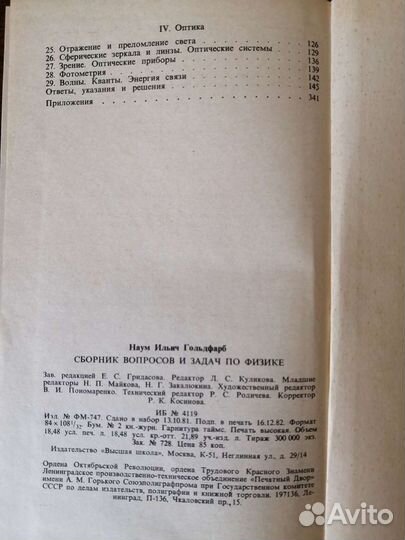 IV. Оптика
25. Отражение и преломление света . . . 126
26. Сферические зеркала и линзы. Оптические системы . . . 129
27. Зрение. Оптические приборы . . . 136
28. Фотометрия . . . 139
29. Волны. Кванты. Энергия связи . . . 142
Ответы, указания и решения . . . 145
Приложения . . . 341
Наум Ильич Гольдфарб
СБОРНИК ВОПРОСОВ И ЗАДАЧ ПО ФИЗИКЕ
Зав. редакцией Е. С. Гридасова. Редактор Л. С. Куликова. Младшие
редакторы Н. П. Майкова, Н. Г. Закалюкина. Художественный редактор
В. И. Пономаренко. Технический редактор Р. С. Родичева. Корректор
Р. К. Косинова.
ИБ № 4119
Изд. № ФМ-747. Сдано в набор 13.10.81. Подп. в печать 16.12.82. Формат
84 × 108¹/₃₂. Бум. № 2 кн.-журн. Гарнитура таймс. Печать высокая. Объем
18,48 усл. печ. л. 18,48 усл. кр.-отт. 21,89 уч.-изд. л. Тираж 300 000 экз.
Зак. № 728. Цена 85 коп.
Издательство «Высшая школа», Москва, К-51, Неглинная ул., д. 29/14
Ордена Октябрьской Революции, ордена Трудового Красного Знамени
Ленинградское производственно-техническое объединение «Печатный Двор»
имени А. М. Горького Союзполиграфпрома при Государственном комитете
СССР по делам издательств, полиграфии и книжной торговли. 197136, Ле-
нинград, П-136, Чкаловский пр., 15.
Avito